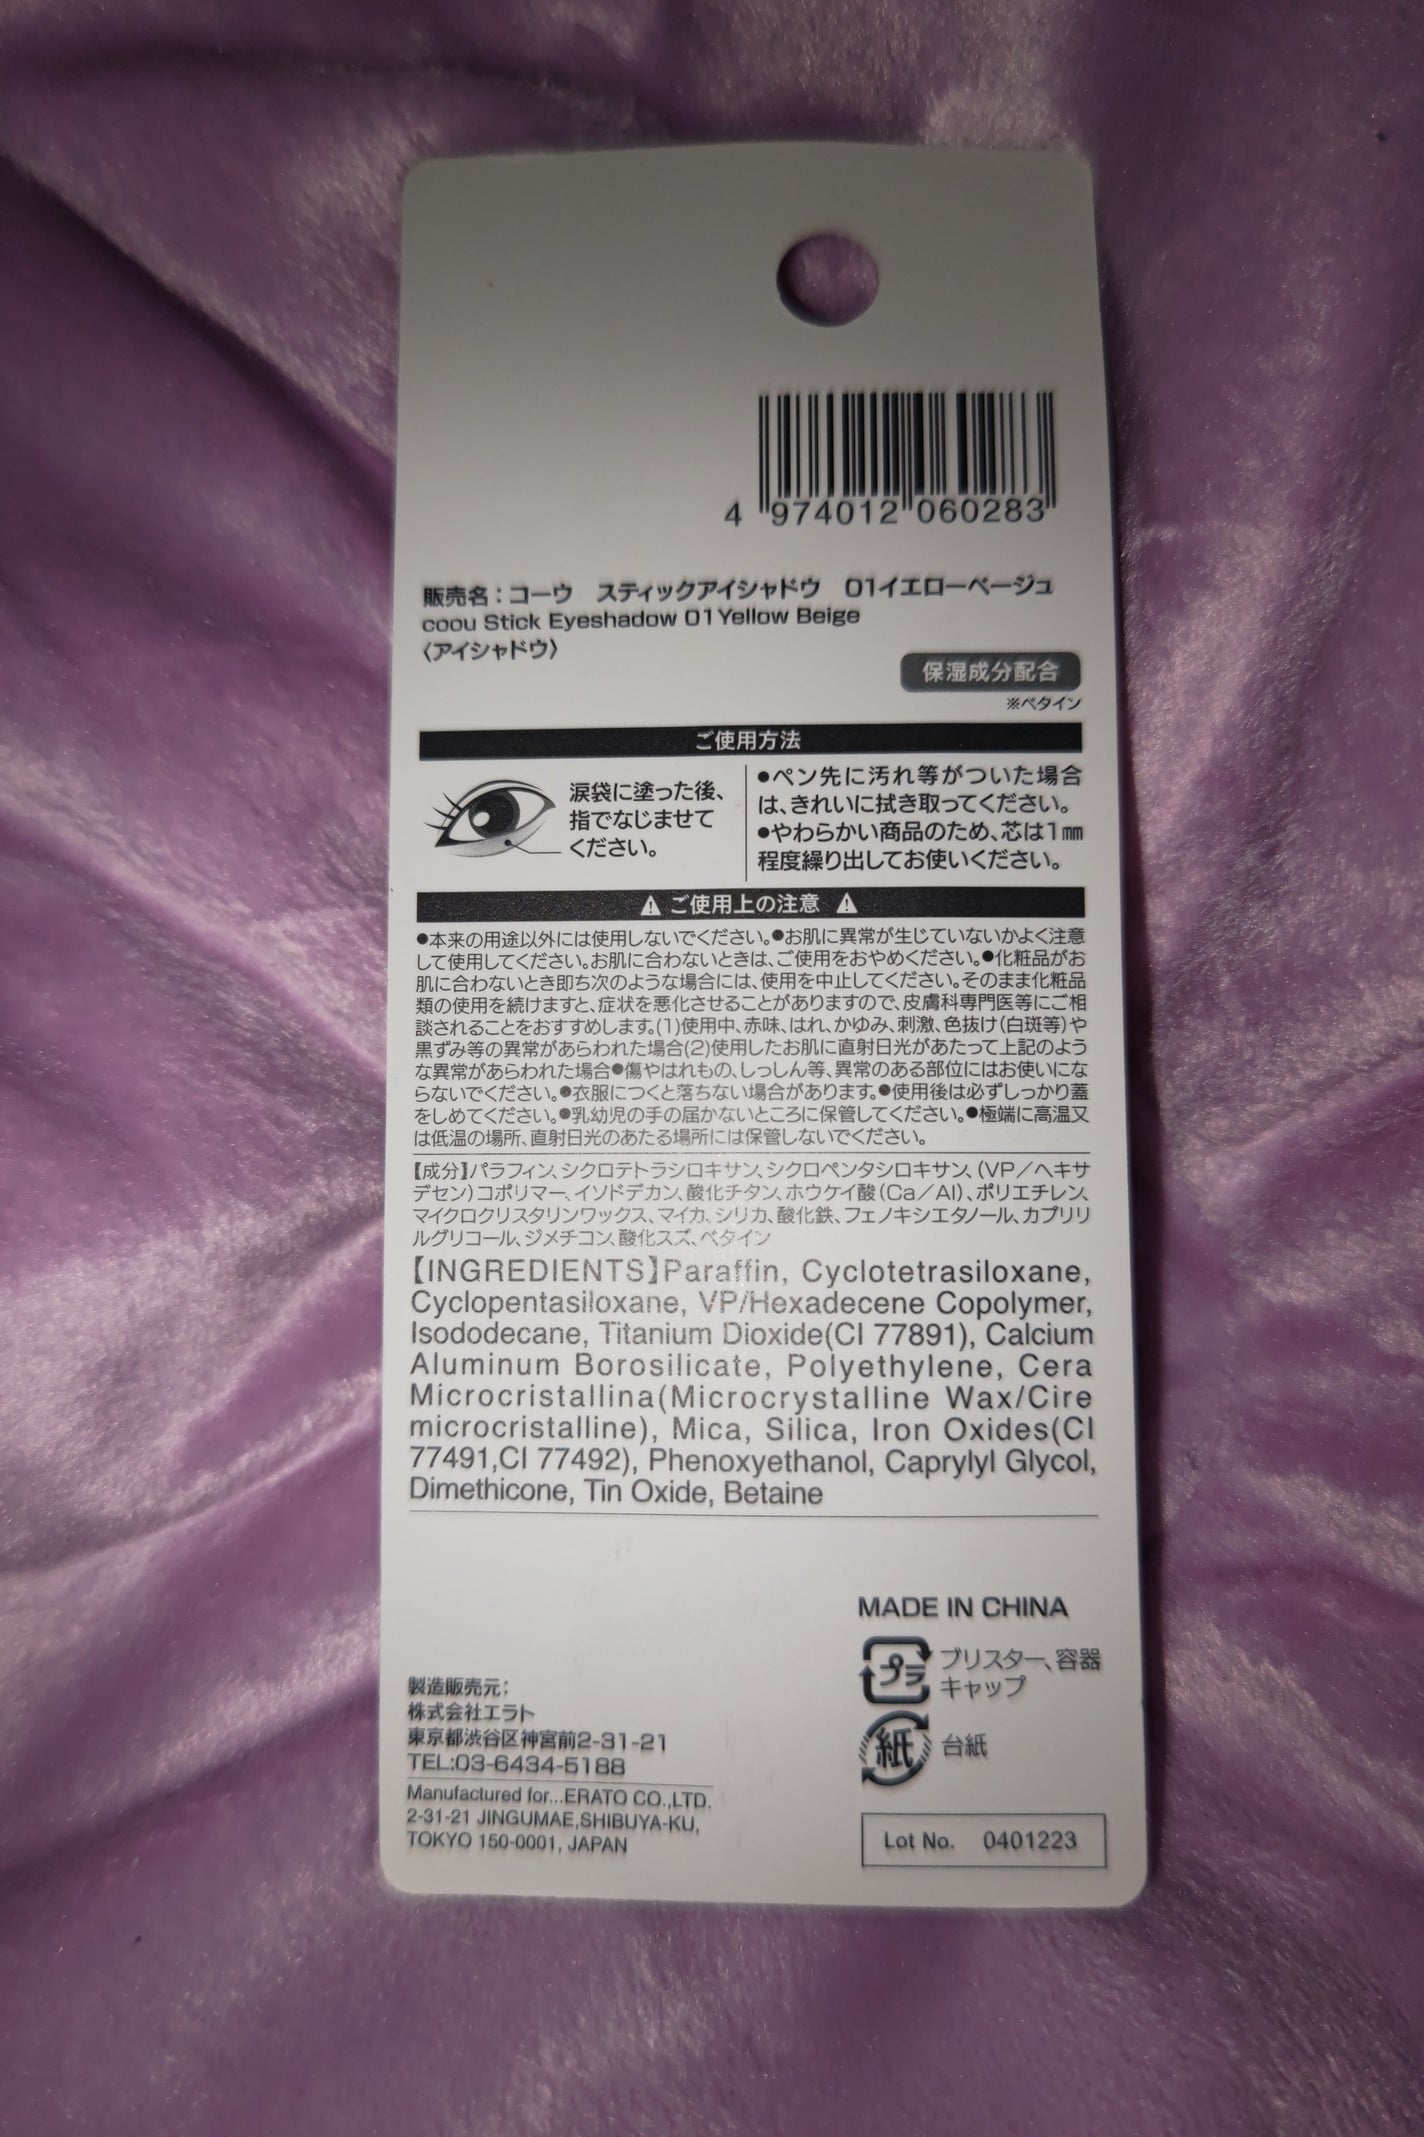 4 974012 060283
販売名：コーウ　スティックアイシャドウ　01イエローベージュ
coou Stick Eyeshadow 01Yellow Beige
〈アイシャドウ〉
保湿成分配合
※ベタイン
ご使用方法
涙袋に塗った後、
指でなじませて
ください。
●ペン先に汚れ等がついた場合
は、きれいに拭き取ってください。
●やわらかい商品のため、芯は1㎜
程度繰り出してお使いください。
⚠ ご使用上の注意 ⚠
●本来の用途以外には使用しないでください。●お肌に異常が生じていないかよく注意
して使用してください。お肌に合わないときは、ご使用をおやめください。●化粧品がお
肌に合わないとき即ち次のような場合には、使用を中止してください。そのまま化粧品
類の使用を続けますと、症状を悪化させることがありますので、皮膚科専門医等にご相
談されることをおすすめします。(1)使用中、赤味、はれ、かゆみ、刺激、色抜け(白斑等)や
黒ずみ等の異常があらわれた場合(2)使用したお肌に直射日光があたって上記のよう
な異常があらわれた場合●傷やはれもの、しっしん等、異常のある部位にはお使いにな
らないでください。●衣服につくと落ちない場合があります。●使用後は必ずしっかり蓋
をしめてください。●乳幼児の手の届かないところに保管してください。●極端に高温又
は低温の場所、直射日光のあたる場所には保管しないでください。
【成分】パラフィン、シクロテトラシロキサン、シクロペンタシロキサン、(VP／ヘキサ
デセン)コポリマー、イソドデカン、酸化チタン、ホウケイ酸(Ca／Al)、ポリエチレン、
マイクロクリスタリンワックス、マイカ、シリカ、酸化鉄、フェノキシエタノール、カプリリ
ルグリコール、ジメチコン、酸化スズ、ベタイン
【INGREDIENTS】Paraffin, Cyclotetrasiloxane,
Cyclopentasiloxane, VP/Hexadecene Copolymer,
Isododecane, Titanium Dioxide(CI 77891), Calcium
Aluminum Borosilicate, Polyethylene, Cera
Microcristallina(Microcrystalline Wax/Cire
microcristalline), Mica, Silica, Iron Oxides(CI
77491,CI 77492), Phenoxyethanol, Caprylyl Glycol,
Dimethicone, Tin Oxide, Betaine
MADE IN CHINA
プラ ブリスター、容器
キャップ
紙 台紙
製造販売元：
株式会社エラト
東京都渋谷区神宮前2-31-21
TEL:03-6434-5188
Manufactured for...ERATO CO.,LTD.
2-31-21 JINGUMAE,SHIBUYA-KU,
TOKYO 150-0001, JAPAN
Lot No. 0401223